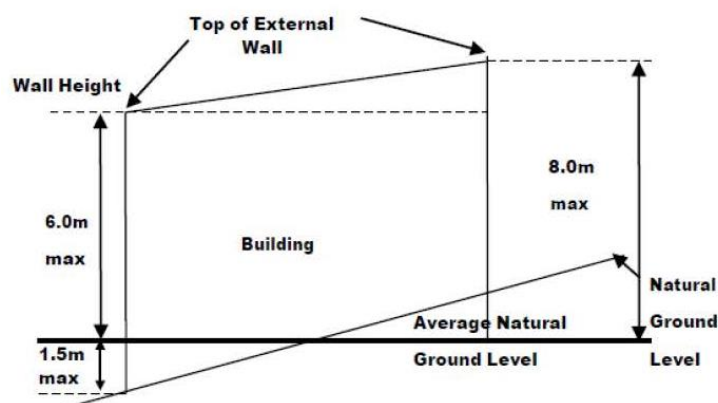 Top of External
Wall
Wall Height
8.0m
max
6.0m
max
Building
Natural
Ground
Level
Average Natural
Ground Level
1.5m
max